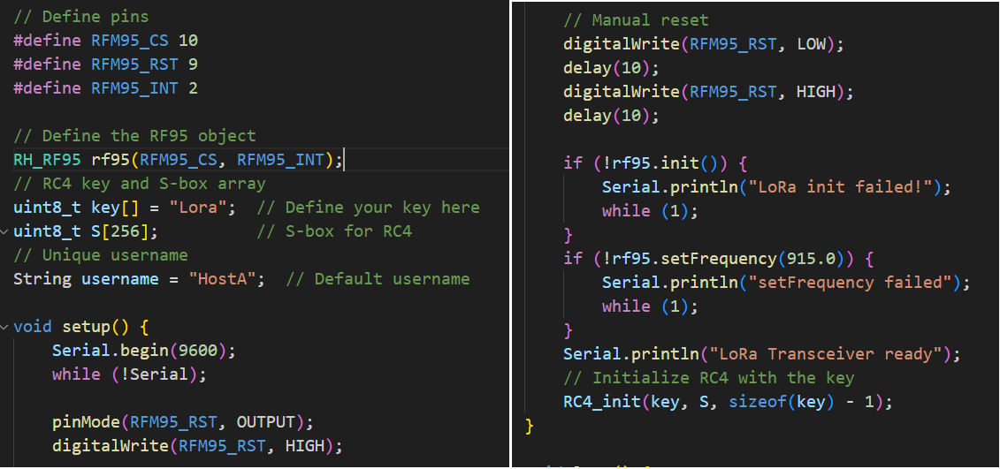 // Define pins
#define RFM95_CS 10
#define RFM95_RST 9
#define RFM95_INT 2
// Define the RF95 object
RH_RF95 rf95(RFM95_CS, RFM95_INT);
// RC4 key and S-box array
uint8_t key[] = "Lora";  // Define your key here
uint8_t S[256];          // S-box for RC4
// Unique username
String username = "HostA";  // Default username
void setup() {
    Serial.begin(9600);
    while (!Serial);
    pinMode(RFM95_RST, OUTPUT);
    digitalWrite(RFM95_RST, HIGH);
    // Manual reset
    digitalWrite(RFM95_RST, LOW);
    delay(10);
    digitalWrite(RFM95_RST, HIGH);
    delay(10);
    if (!rf95.init()) {
        Serial.println("LoRa init failed!");
        while (1);
    }
    if (!rf95.setFrequency(915.0)) {
        Serial.println("setFrequency failed");
        while (1);
    }
    Serial.println("LoRa Transceiver ready");
    // Initialize RC4 with the key
    RC4_init(key, S, sizeof(key) - 1);
}